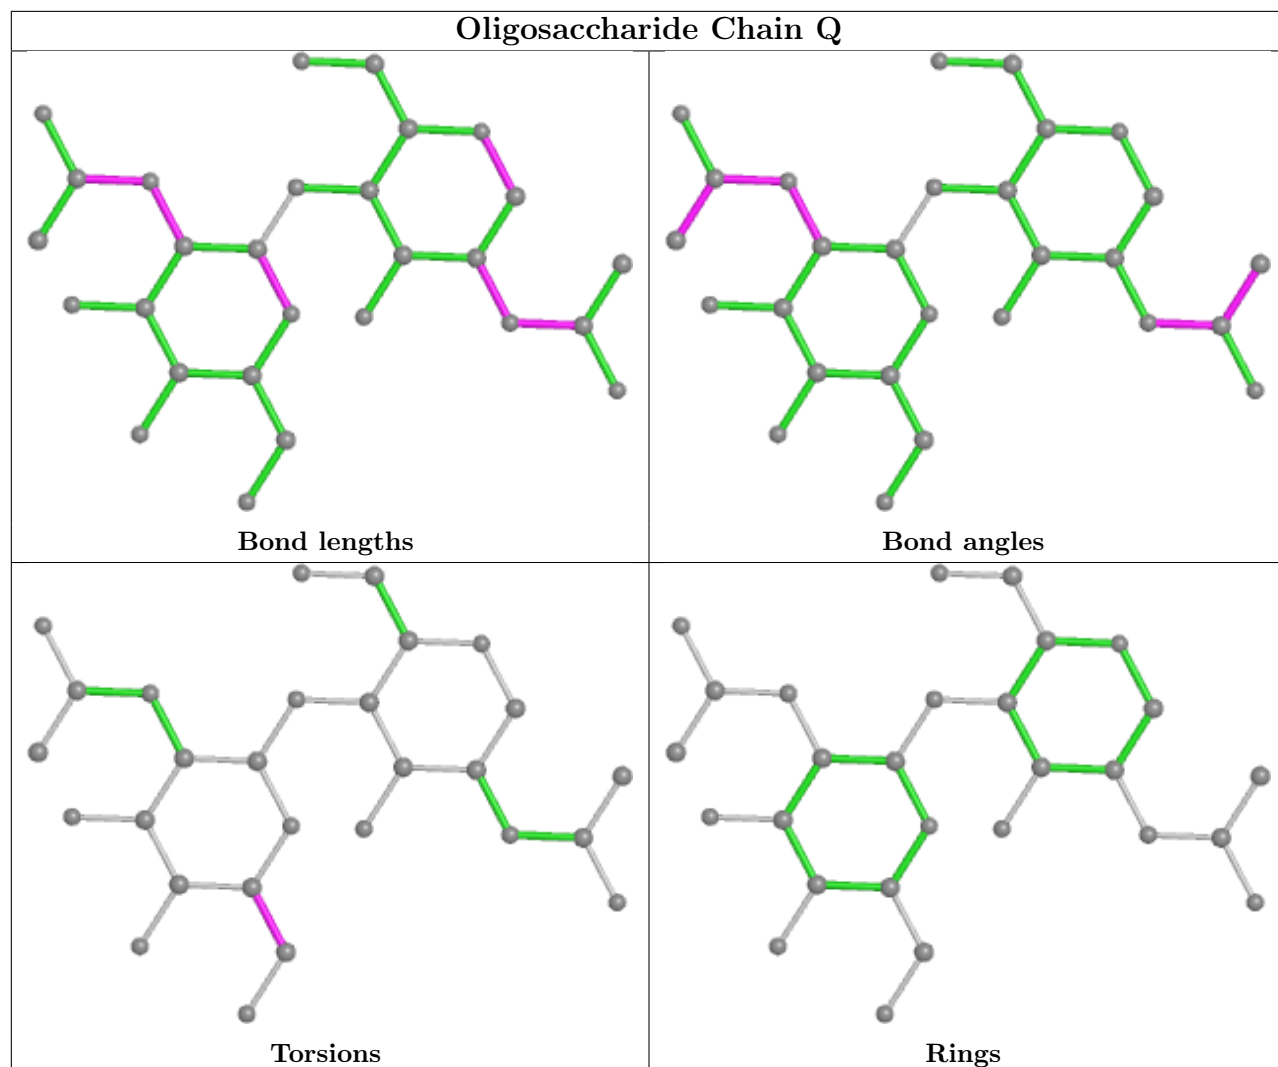 Oligosaccharide Chain Q
Bond lengths
Bond angles
Torsions
Rings